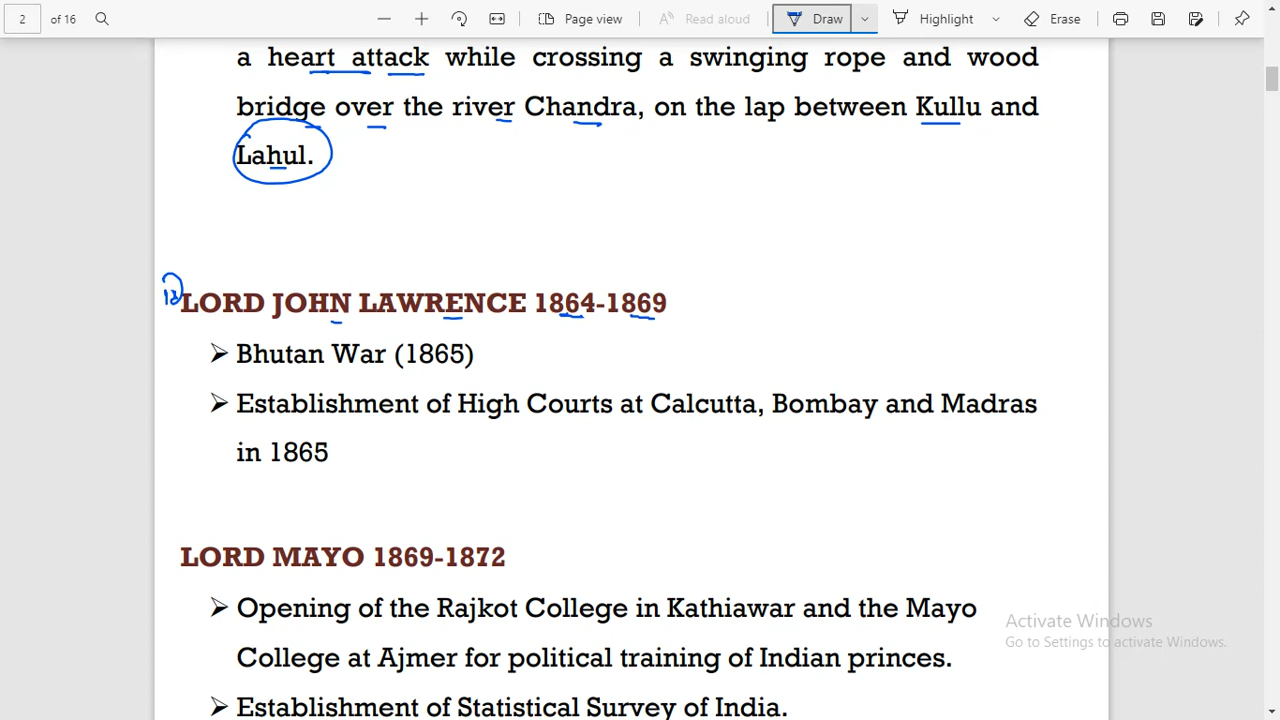 2 of 16 Page view Read aloud Draw Highlight Erase
a heart attack while crossing a swinging rope and wood
bridge over the river Chandra, on the lap between Kullu and
Lahul.
LORD JOHN LAWRENCE 1864-1869
➢ Bhutan War (1865)
➢ Establishment of High Courts at Calcutta, Bombay and Madras
in 1865
LORD MAYO 1869-1872
➢ Opening of the Rajkot College in Kathiawar and the Mayo
College at Ajmer for political training of Indian princes.
➢ Establishment of Statistical Survey of India.
Activate Windows
Go to Settings to activate Windows.